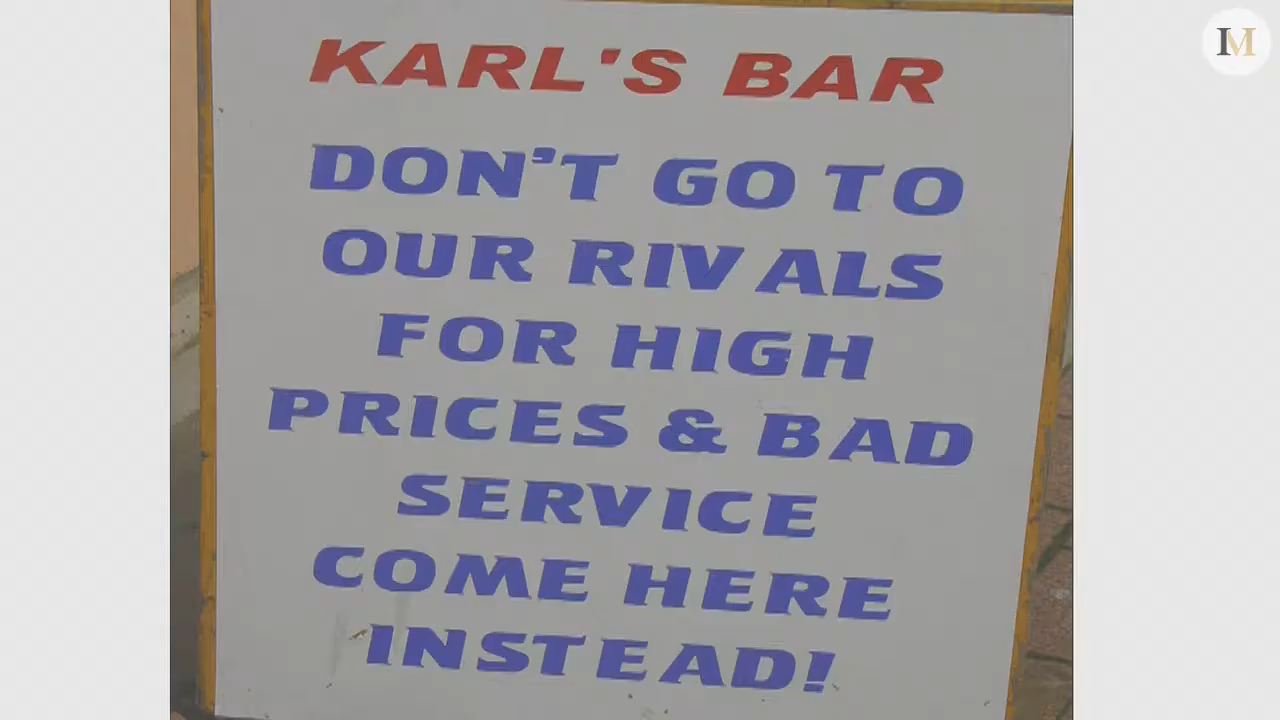 IM
KARL'S BAR
DON'T GO TO
OUR RIVALS
FOR HIGH
PRICES & BAD
SERVICE
COME HERE
INSTEAD!